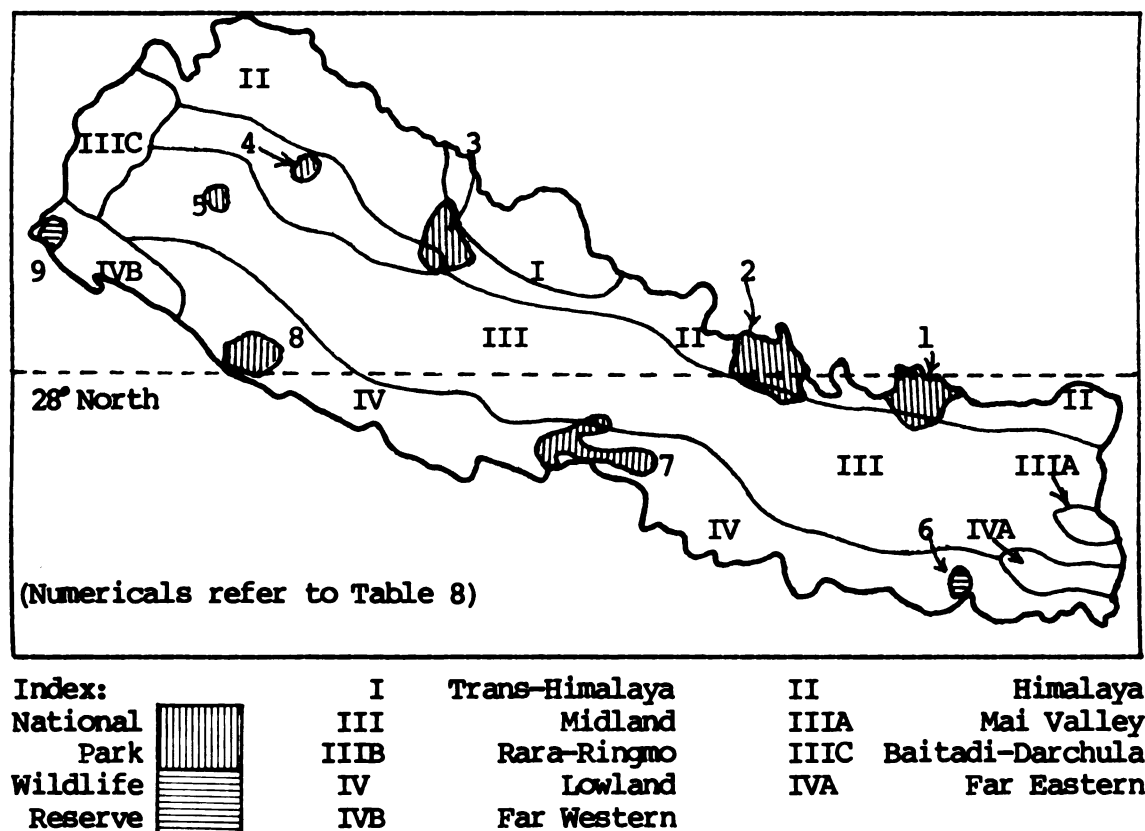 II
3
IIIC
4
5
9
IVB
I
2
8
III
II
1
28° North
IV
II
III
IIIA
7
IV
6
IVA
(Numericals refer to Table 8)
Index: I Trans-Himalaya II Himalaya
National III Midland IIIA Mai Valley
Park IIIB Rara-Ringmo IIIC Baitadi-Darchula
Wildlife IV Lowland IVA Far Eastern
Reserve IVB Far Western